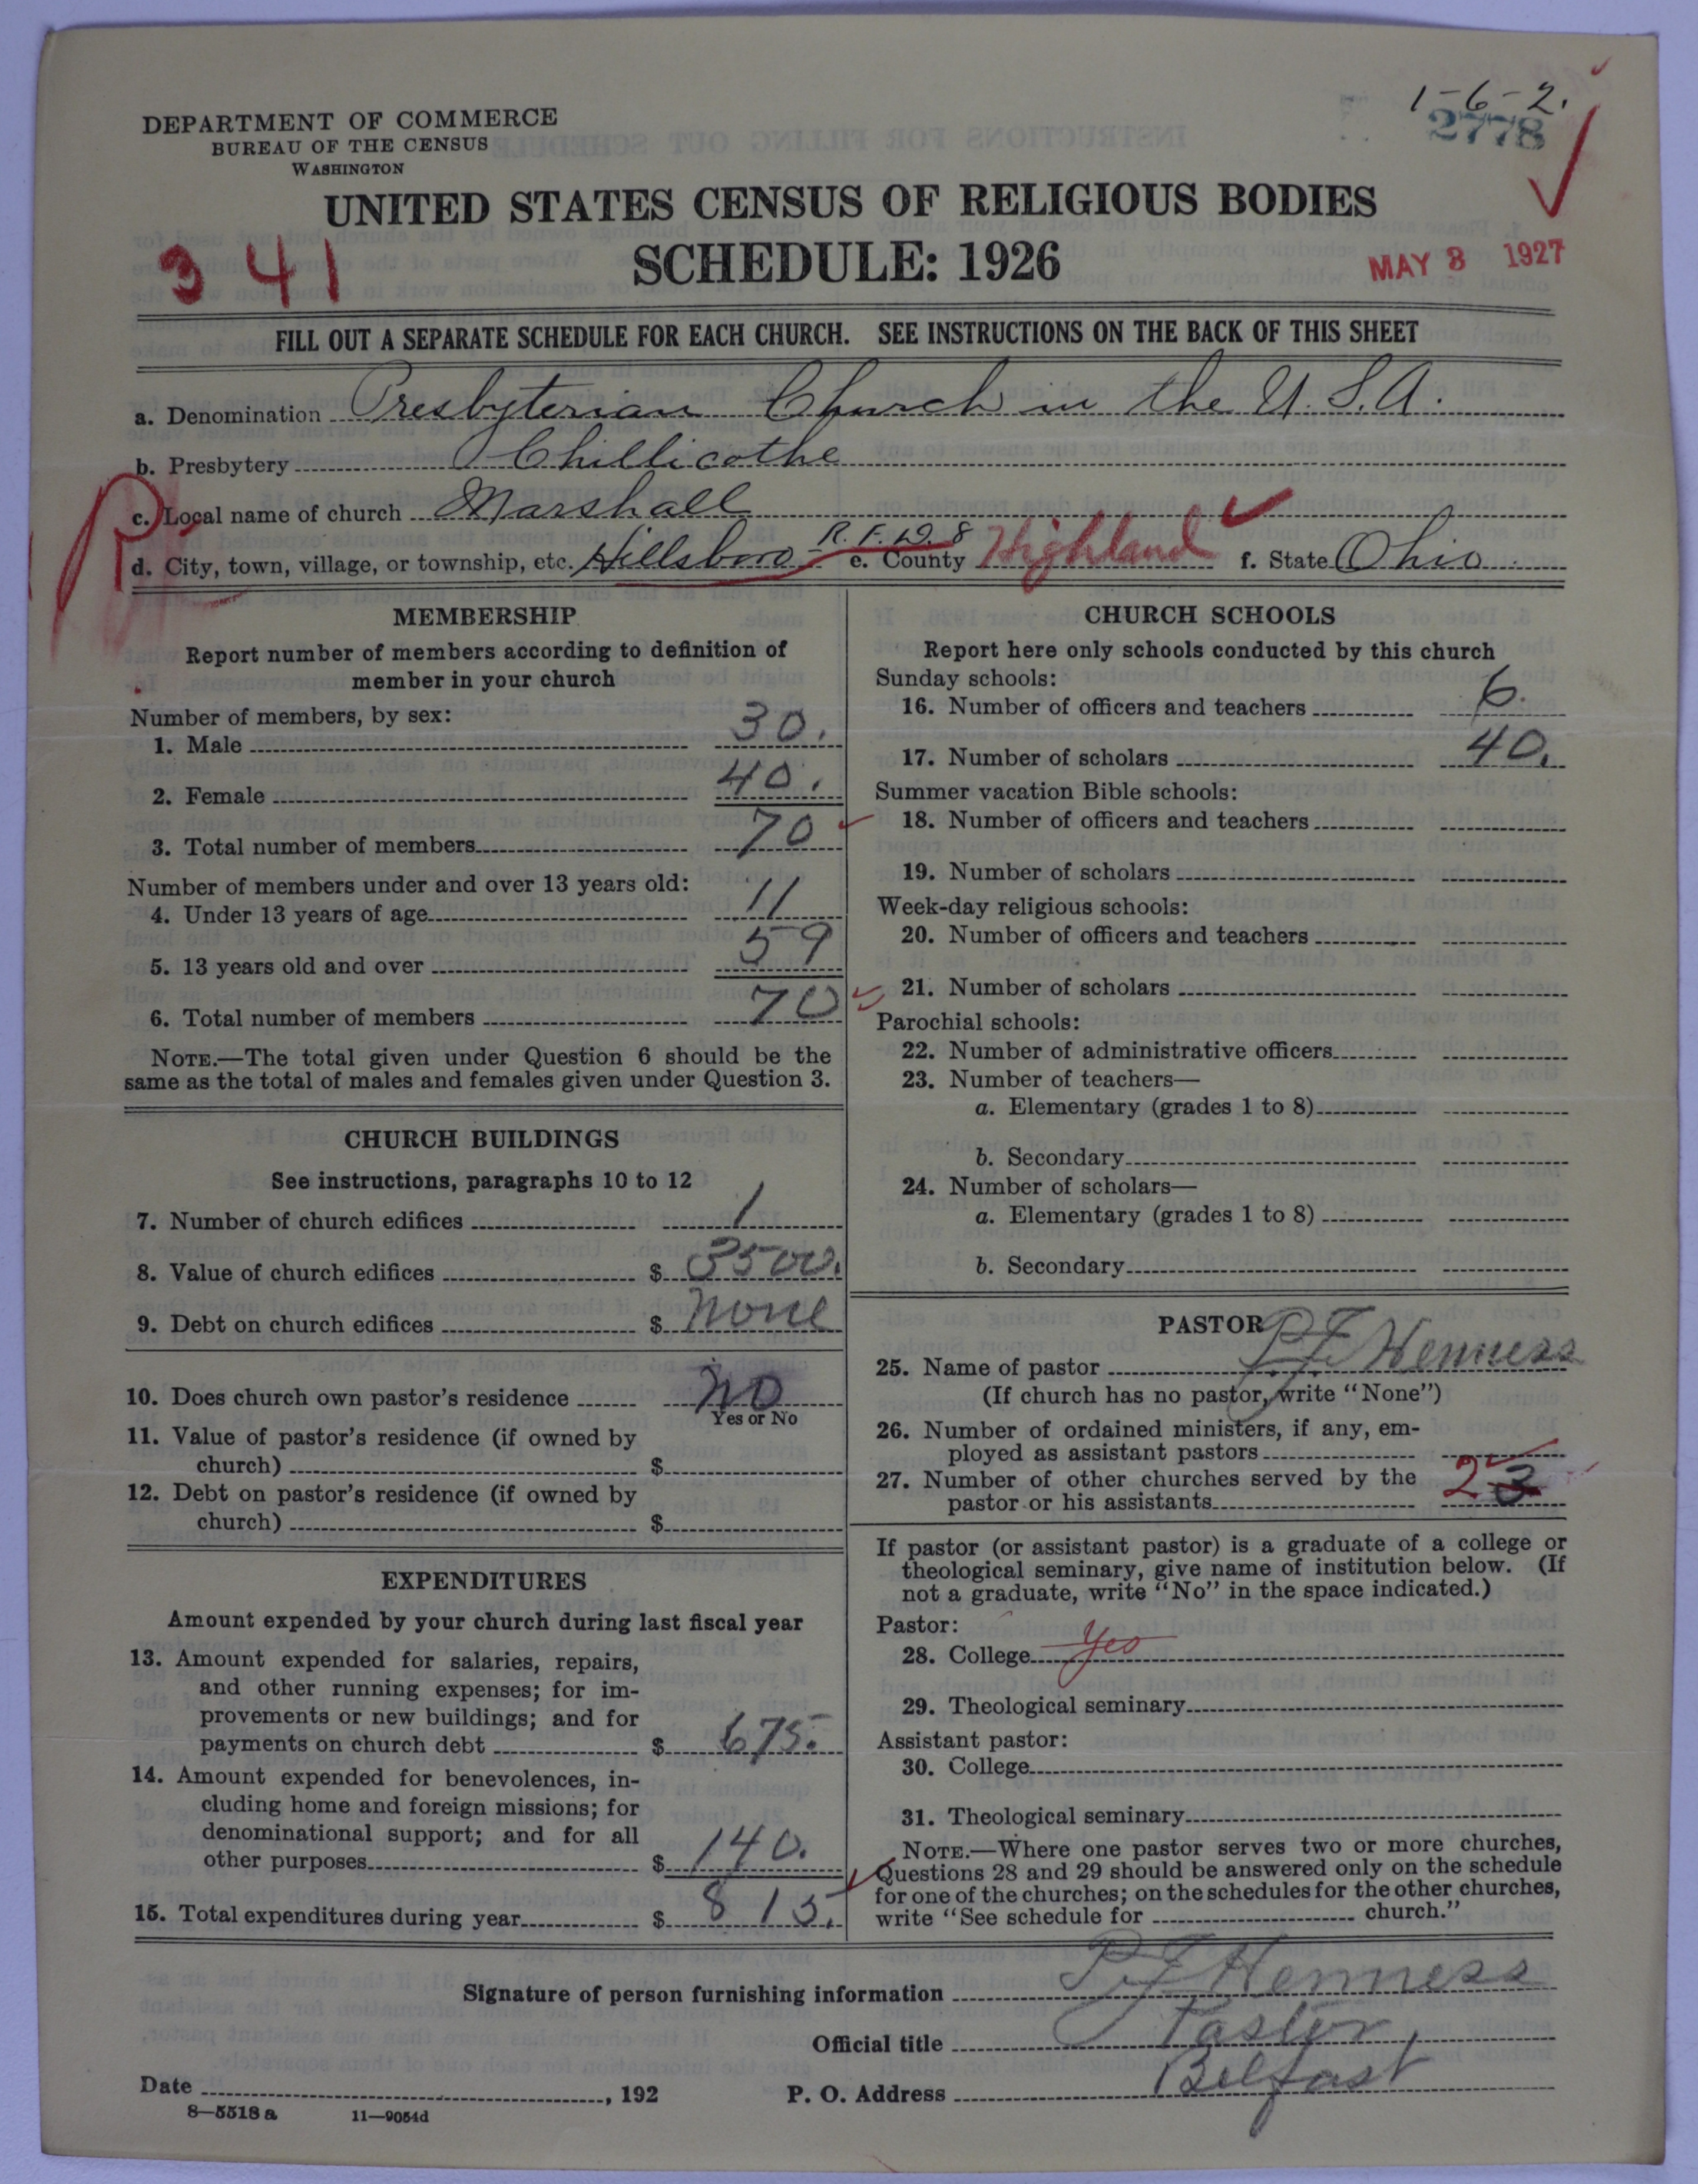 1-6-2.
DEPARTMENT OF COMMERCE
2778
BUREAU OF THE CENSUS
WASHINGTON
UNITED STATES CENSUS OF RELIGIOUS BODIES
341
SCHEDULE: 1926
MAY 3 1927
FILL OUT A SEPARATE SCHEDULE FOR EACH CHURCH. SEE INSTRUCTIONS ON THE BACK OF THIS SHEET
a. Denomination Presbyterian Church in the U.S.A.
b. Presbytery Chillicothe
c. Local name of church Marshall
d. City, town, village, or township, etc. Hillsboro R.F.D. 8 e. County Highland f. State Ohio
MEMBERSHIP
Report number of members according to definition of
member in your church
Number of members, by sex:
1. Male 30.
2. Female 40.
3. Total number of members 70
Number of members under and over 13 years old:
4. Under 13 years of age 11
5. 13 years old and over 59
6. Total number of members 70
NOTE.—The total given under Question 6 should be the
same as the total of males and females given under Question 3.
CHURCH BUILDINGS
See instructions, paragraphs 10 to 12
7. Number of church edifices 1
8. Value of church edifices $ 3500.
9. Debt on church edifices $ None
10. Does church own pastor's residence No
Yes or No
11. Value of pastor's residence (if owned by
church) $
12. Debt on pastor's residence (if owned by
church) $
EXPENDITURES
Amount expended by your church during last fiscal year
13. Amount expended for salaries, repairs,
and other running expenses; for im-
provements or new buildings; and for
payments on church debt $ 675.
14. Amount expended for benevolences, in-
cluding home and foreign missions; for
denominational support; and for all
other purposes $ 140.
15. Total expenditures during year $ 815.
CHURCH SCHOOLS
Report here only schools conducted by this church
Sunday schools:
16. Number of officers and teachers 6.
17. Number of scholars 40.
Summer vacation Bible schools:
18. Number of officers and teachers
19. Number of scholars
Week-day religious schools:
20. Number of officers and teachers
21. Number of scholars
Parochial schools:
22. Number of administrative officers
23. Number of teachers—
a. Elementary (grades 1 to 8)
b. Secondary
24. Number of scholars—
a. Elementary (grades 1 to 8)
b. Secondary
PASTOR
25. Name of pastor P.F. Henness
(If church has no pastor, write "None")
26. Number of ordained ministers, if any, em-
ployed as assistant pastors
27. Number of other churches served by the
pastor or his assistants 2 3
If pastor (or assistant pastor) is a graduate of a college or
theological seminary, give name of institution below. (If
not a graduate, write "No" in the space indicated.)
Pastor:
28. College Yes
29. Theological seminary
Assistant pastor:
30. College
31. Theological seminary
NOTE.—Where one pastor serves two or more churches,
Questions 28 and 29 should be answered only on the schedule
for one of the churches; on the schedules for the other churches,
write "See schedule for church."
Signature of person furnishing information P F Henness
Official title Pastor,
Date , 192 P. O. Address Belfast
8—5518 a 11—9054d